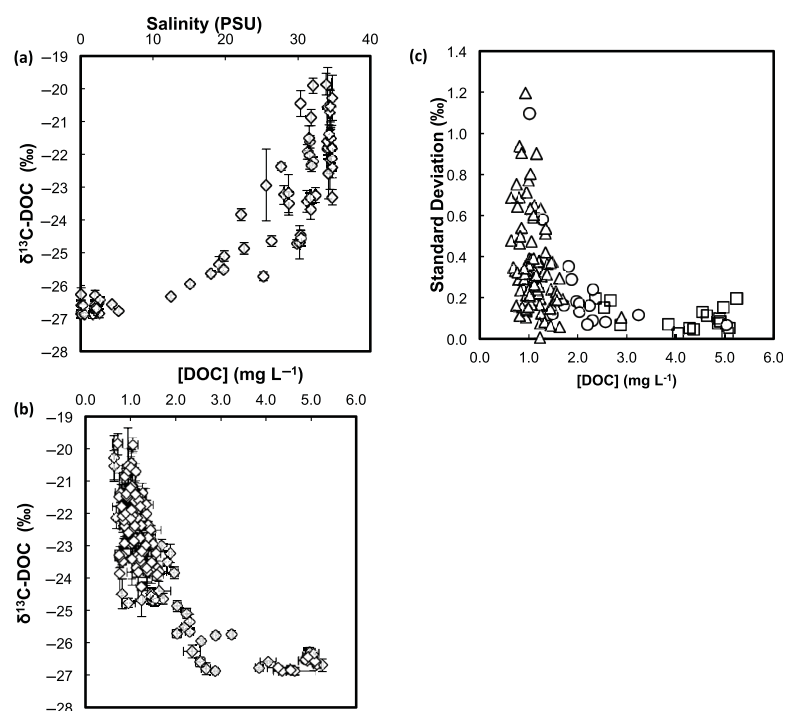 Salinity (PSU)
0 10 20 30 40
(a)
−19
−20
−21
−22
−23
−24
−25
−26
−27
−28
δ¹³C-DOC (‰)
[DOC] (mg L−1)
0.0 1.0 2.0 3.0 4.0 5.0 6.0
(b)
−19
−20
−21
−22
−23
−24
−25
−26
−27
−28
δ¹³C-DOC (‰)
(c)
1.4
1.2
1.0
0.8
0.6
0.4
0.2
0.0
Standard Deviation (‰)
0.0 1.0 2.0 3.0 4.0 5.0 6.0
[DOC] (mg L-1)